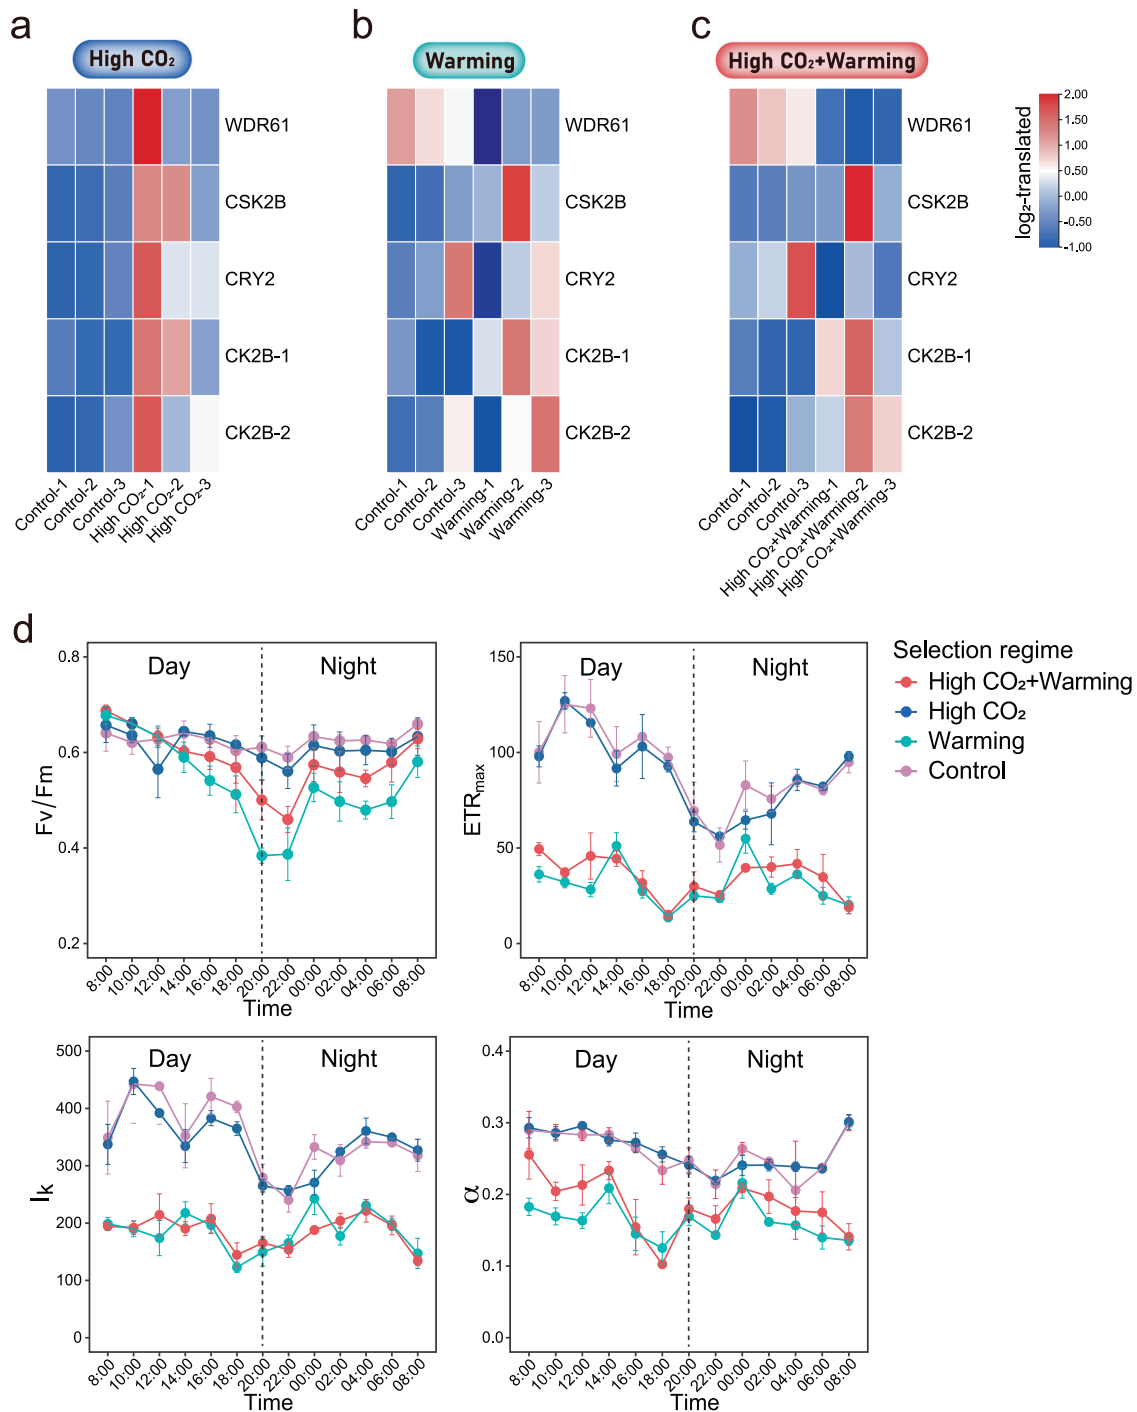 a
b
c
High CO₂
Warming
High CO₂+Warming
WDR61
CSK2B
CRY2
CK2B-1
CK2B-2
Control-1
Control-2
Control-3
High CO₂-1
High CO₂-2
High CO₂-3
WDR61
CSK2B
CRY2
CK2B-1
CK2B-2
Control-1
Control-2
Control-3
Warming-1
Warming-2
Warming-3
WDR61
CSK2B
CRY2
CK2B-1
CK2B-2
Control-1
Control-2
Control-3
High CO₂+Warming-1
High CO₂+Warming-2
High CO₂+Warming-3
log₂-translated
2.00
1.50
1.00
0.50
0.00
-0.50
-1.00
d
Day
Night
Fv/Fm
0.8
0.6
0.4
0.2
8:00
10:00
12:00
14:00
16:00
18:00
20:00
22:00
00:00
02:00
04:00
06:00
08:00
Time
Day
Night
ETRmax
150
100
50
0
8:00
10:00
12:00
14:00
16:00
18:00
20:00
22:00
00:00
02:00
04:00
06:00
08:00
Time
Selection regime
High CO₂+Warming
High CO₂
Warming
Control
Day
Night
Ik
500
400
300
200
100
0
8:00
10:00
12:00
14:00
16:00
18:00
20:00
22:00
00:00
02:00
04:00
06:00
08:00
Time
Day
Night
α
0.4
0.3
0.2
0.1
0.0
8:00
10:00
12:00
14:00
16:00
18:00
20:00
22:00
00:00
02:00
04:00
06:00
08:00
Time